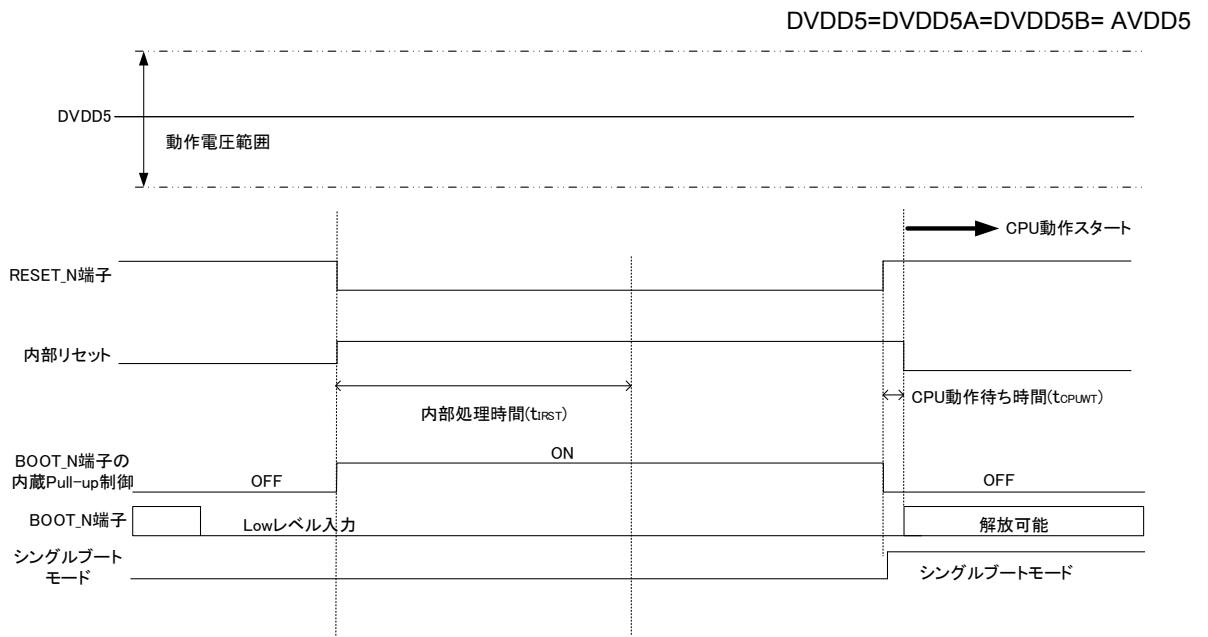 DVDD5=DVDD5A=DVDD5B= AVDD5
DVDD5
動作電圧範囲
CPU動作スタート
RESET_N端子
内部リセット
内部処理時間(tIRST)
CPU動作待ち時間(tCPUWT)
BOOT_N端子の
内蔵Pull-up制御
OFF
ON
OFF
BOOT_N端子
Lowレベル入力
解放可能
シングルブート
モード
シングルブートモード